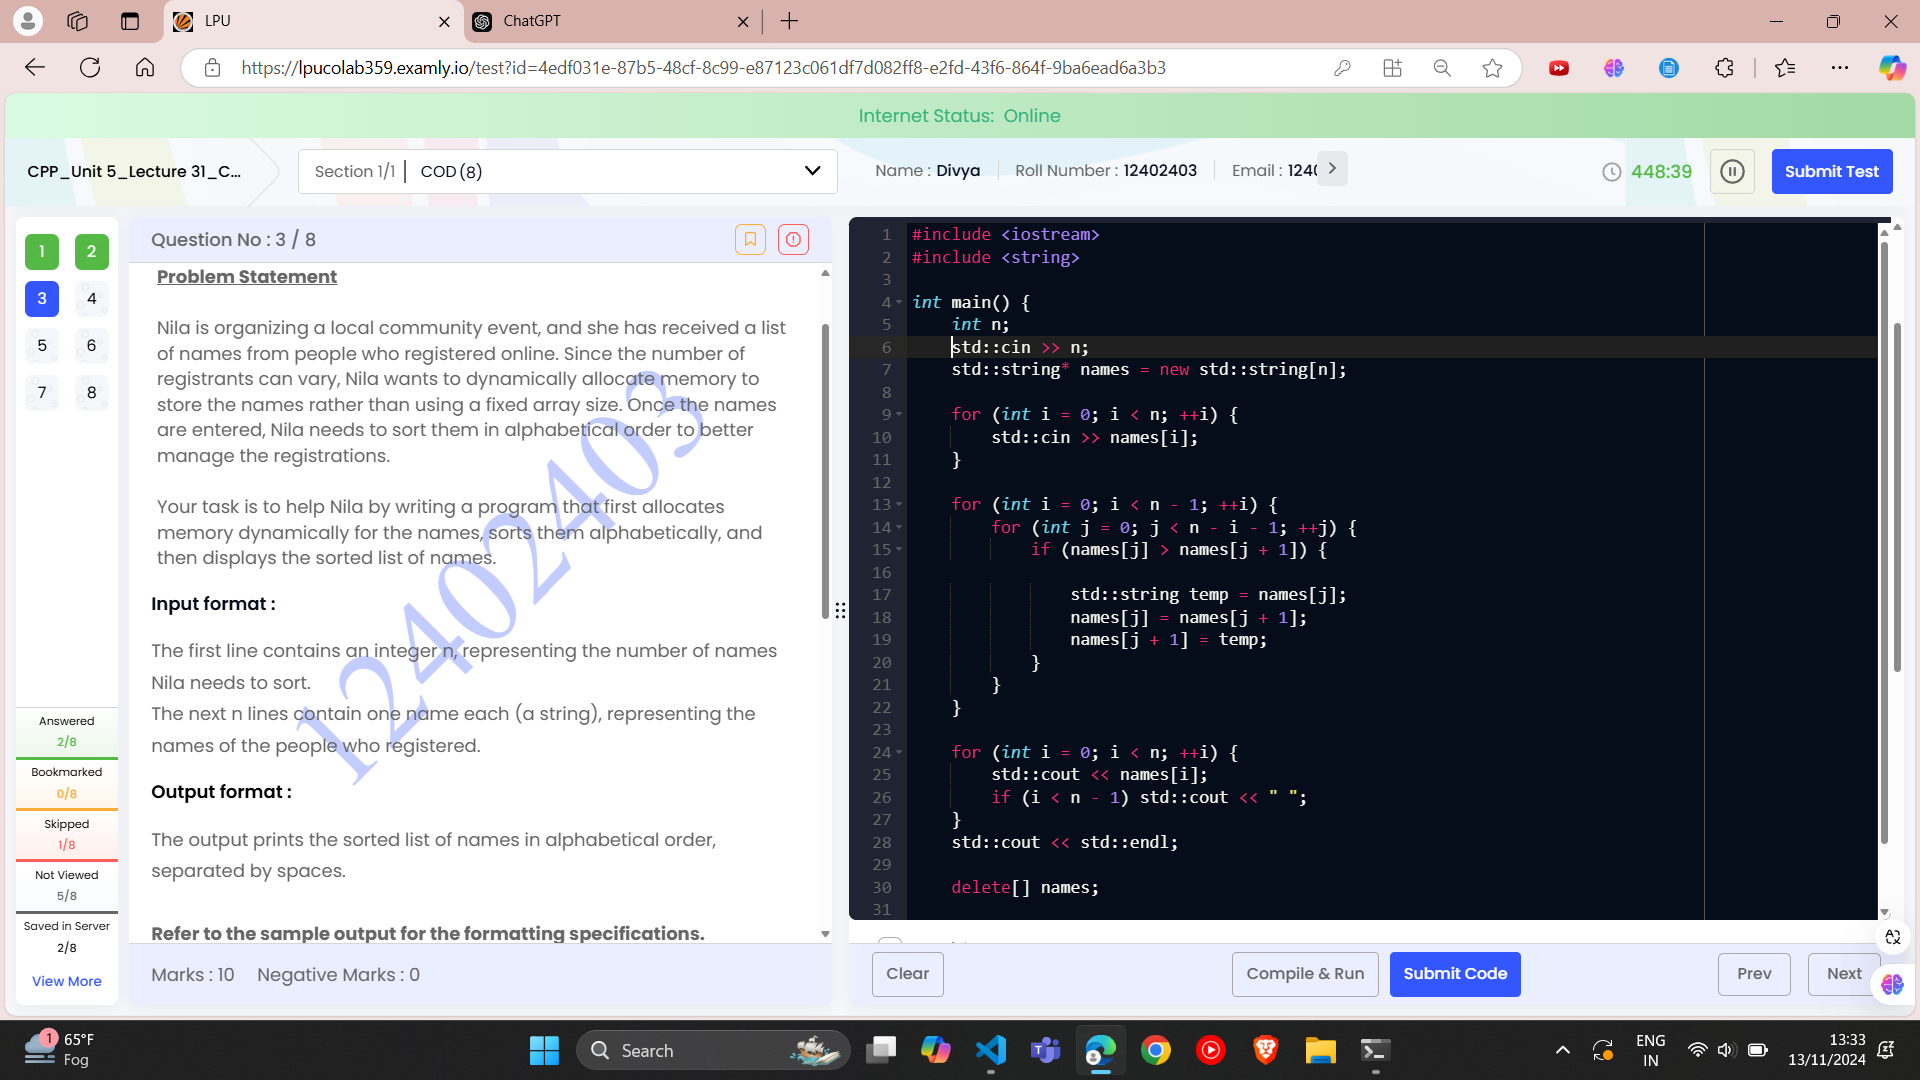 LPU
ChatGPT
https://lpucolab359.examly.io/test?id=4edf031e-87b5-48cf-8c99-e87123c061df7d082ff8-e2fd-43f6-864f-9ba6ead6a3b3
Internet Status: Online
CPP_Unit 5_Lecture 31_C...
Section 1/1 | COD (8)
Name : Divya
Roll Number : 12402403
Email : 1240
448:39
Submit Test
1 2
3 4
5 6
7 8
Answered
2/8
Bookmarked
0/8
Skipped
1/8
Not Viewed
5/8
Saved in Server
2/8
View More
Question No : 3 / 8
Problem Statement
Nila is organizing a local community event, and she has received a list
of names from people who registered online. Since the number of
registrants can vary, Nila wants to dynamically allocate memory to
store the names rather than using a fixed array size. Once the names
are entered, Nila needs to sort them in alphabetical order to better
manage the registrations.
Your task is to help Nila by writing a program that first allocates
memory dynamically for the names, sorts them alphabetically, and
then displays the sorted list of names.
Input format :
The first line contains an integer n, representing the number of names
Nila needs to sort.
The next n lines contain one name each (a string), representing the
names of the people who registered.
Output format :
The output prints the sorted list of names in alphabetical order,
separated by spaces.
Refer to the sample output for the formatting specifications.
12402403
Marks : 10 Negative Marks : 0
1 #include <iostream>
2 #include <string>
3
4 int main() {
5 int n;
6 std::cin >> n;
7 std::string* names = new std::string[n];
8
9 for (int i = 0; i < n; ++i) {
10 std::cin >> names[i];
11 }
12
13 for (int i = 0; i < n - 1; ++i) {
14 for (int j = 0; j < n - i - 1; ++j) {
15 if (names[j] > names[j + 1]) {
16
17 std::string temp = names[j];
18 names[j] = names[j + 1];
19 names[j + 1] = temp;
20 }
21 }
22 }
23
24 for (int i = 0; i < n; ++i) {
25 std::cout << names[i];
26 if (i < n - 1) std::cout << " ";
27 }
28 std::cout << std::endl;
29
30 delete[] names;
31
Clear
Compile & Run
Submit Code
Prev
Next
1
65°F
Fog
Search
ENG
IN
13:33
13/11/2024